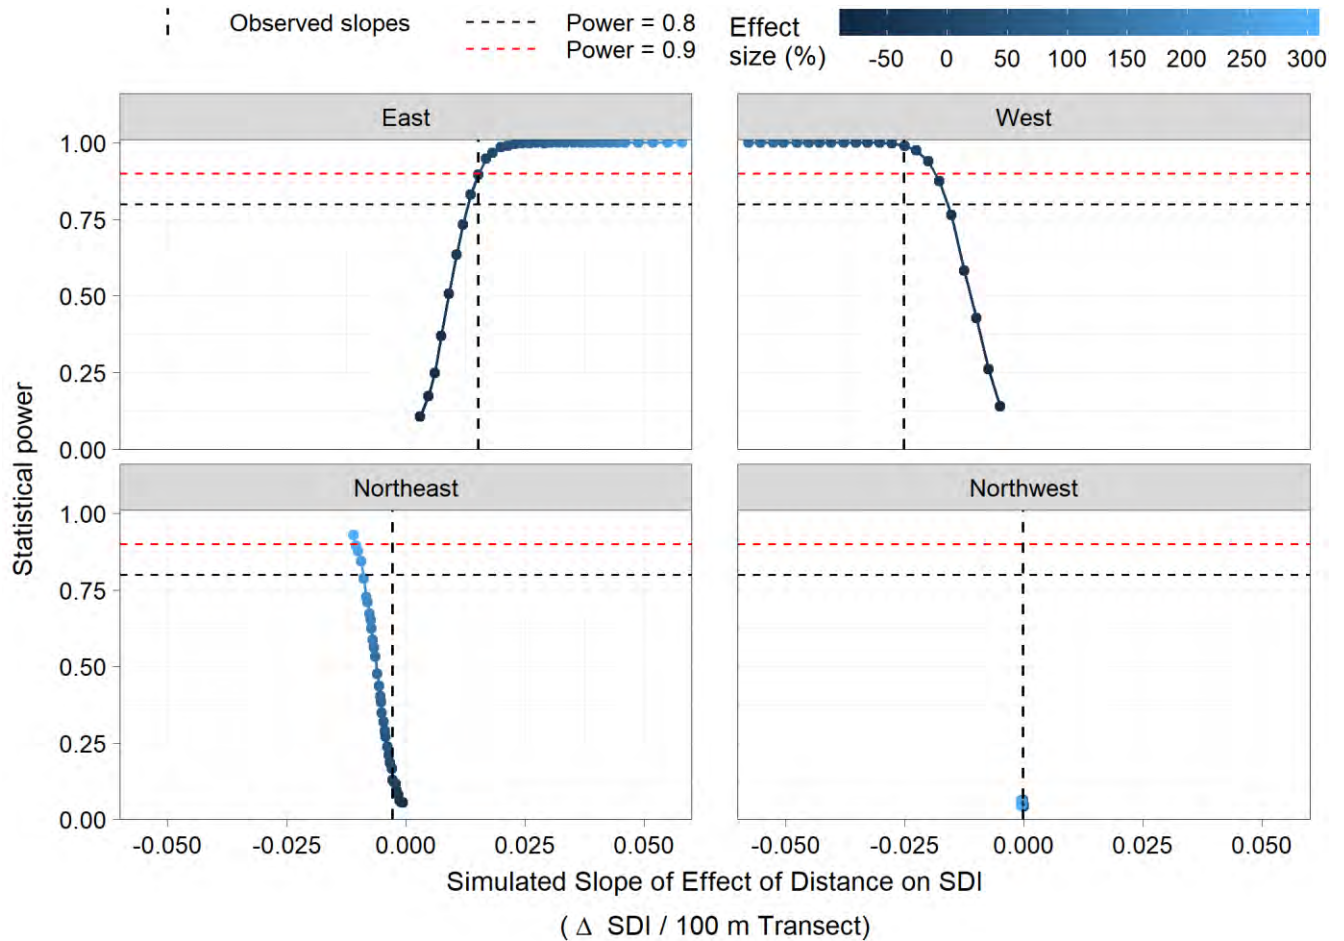 Observed slopes
Power = 0.8
Power = 0.9
Effect
size (%)
-50 0 50 100 150 200 250 300
East
West
1.00
0.75
0.50
0.25
0.00
Northeast
Northwest
1.00
0.75
0.50
0.25
0.00
Statistical power
-0.050 -0.025 0.000 0.025 0.050
-0.050 -0.025 0.000 0.025 0.050
Simulated Slope of Effect of Distance on SDI
( Δ SDI / 100 m Transect)